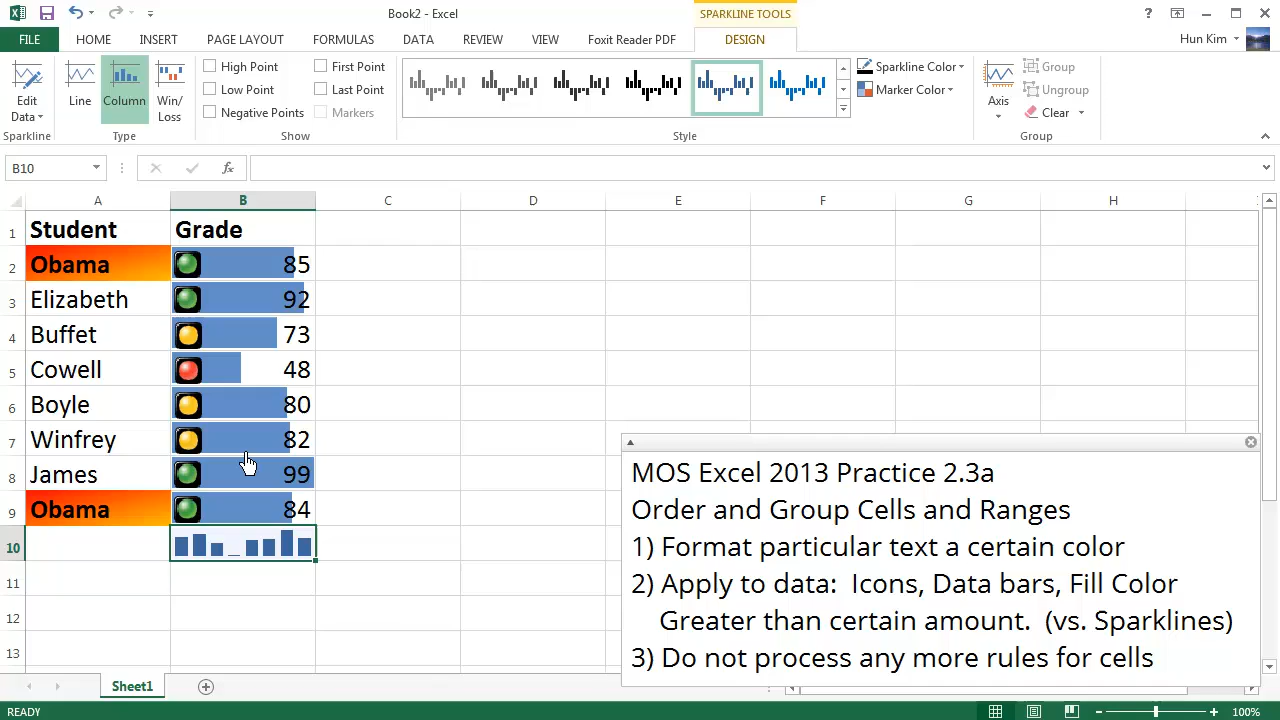 Book2 - Excel
SPARKLINE TOOLS
?
FILE
HOME
INSERT
PAGE LAYOUT
FORMULAS
DATA
REVIEW
VIEW
Foxit Reader PDF
DESIGN
Hun Kim
Edit Data
Line
Column
Win/ Loss
High Point
First Point
Low Point
Last Point
Negative Points
Markers
Sparkline Color
Marker Color
Axis
Group
Ungroup
Clear
Sparkline
Type
Show
Style
Group
B10
fx
A B C D E F G H
1 Student Grade
2 Obama 85
3 Elizabeth 92
4 Buffet 73
5 Cowell 48
6 Boyle 80
7 Winfrey 82
8 James 99
9 Obama 84
10
11
12
13
MOS Excel 2013 Practice 2.3a
Order and Group Cells and Ranges
1) Format particular text a certain color
2) Apply to data: Icons, Data bars, Fill Color
Greater than certain amount. (vs. Sparklines)
3) Do not process any more rules for cells
Sheet1
READY
100%